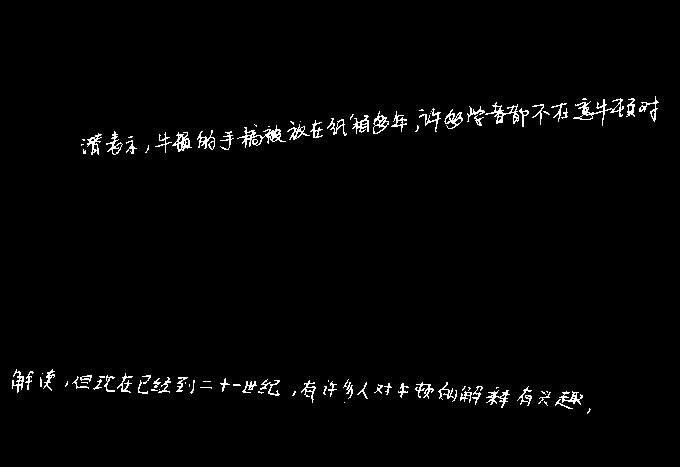 潜表示，牛顿的手稿被放在纸箱多年，许多学者都不在意牛顿对
解读，但现在已经到二十一世纪，有许多人对牛顿的解释有兴趣，